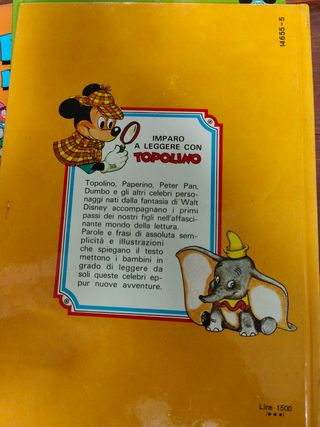 14655-5
IMPARO
A LEGGERE CON
TOPOLINO
Topolino, Paperino, Peter Pan,
Dumbo e gli altri celebri perso-
naggi nati dalla fantasia di Walt
Disney accompagnano i primi
passi dei nostri figli nell'affasci-
nante mondo della lettura.
Parole e frasi di assoluta sem-
plicità e illustrazioni
che spiegano il testo
mettono i bambini in
grado di leggere da
soli queste celebri ep-
pur nuove avventure.
Lire 1500